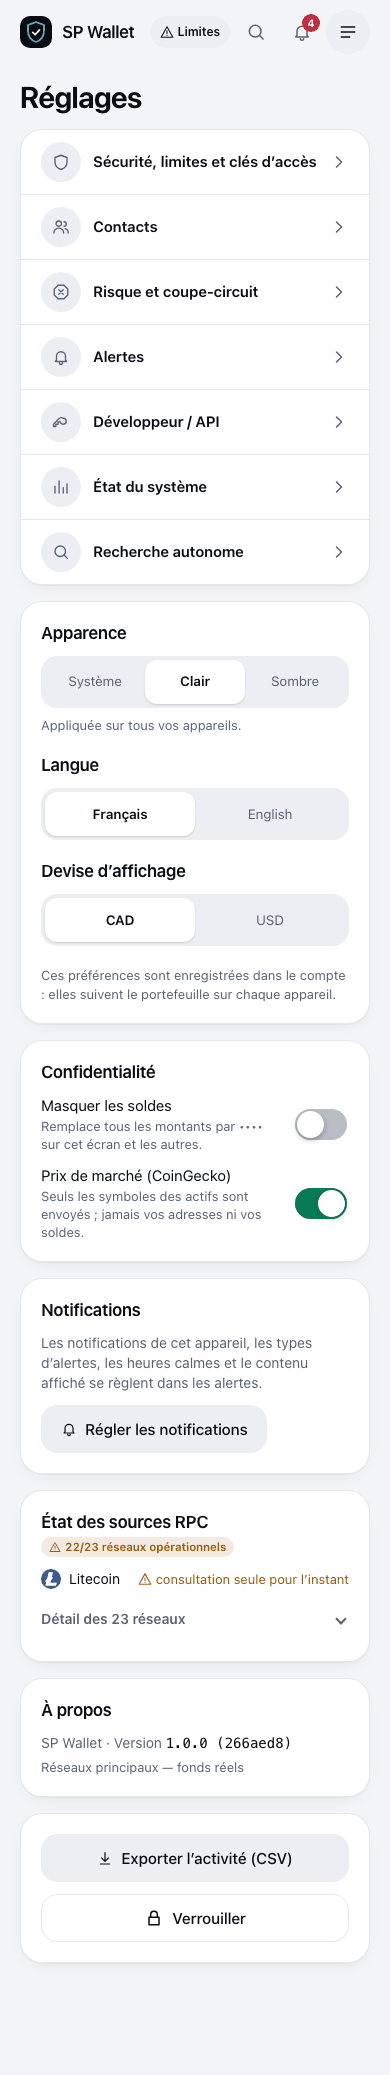 SP Wallet
Limites
4
Réglages
Sécurité, limites et clés d’accès
Contacts
Risque et coupe-circuit
Alertes
Développeur / API
État du système
Recherche autonome
Apparence
Système Clair Sombre
Appliquée sur tous vos appareils.
Langue
Français English
Devise d’affichage
CAD USD
Ces préférences sont enregistrées dans le compte
: elles suivent le portefeuille sur chaque appareil.
Confidentialité
Masquer les soldes
Remplace tous les montants par ••••
sur cet écran et les autres.
Prix de marché (CoinGecko)
Seuls les symboles des actifs sont
envoyés ; jamais vos adresses ni vos
soldes.
Notifications
Les notifications de cet appareil, les types
d’alertes, les heures calmes et le contenu
affiché se règlent dans les alertes.
Régler les notifications
État des sources RPC
22/23 réseaux opérationnels
Litecoin consultation seule pour l’instant
Détail des 23 réseaux
À propos
SP Wallet · Version 1.0.0 (266aed8)
Réseaux principaux — fonds réels
Exporter l’activité (CSV)
Verrouiller